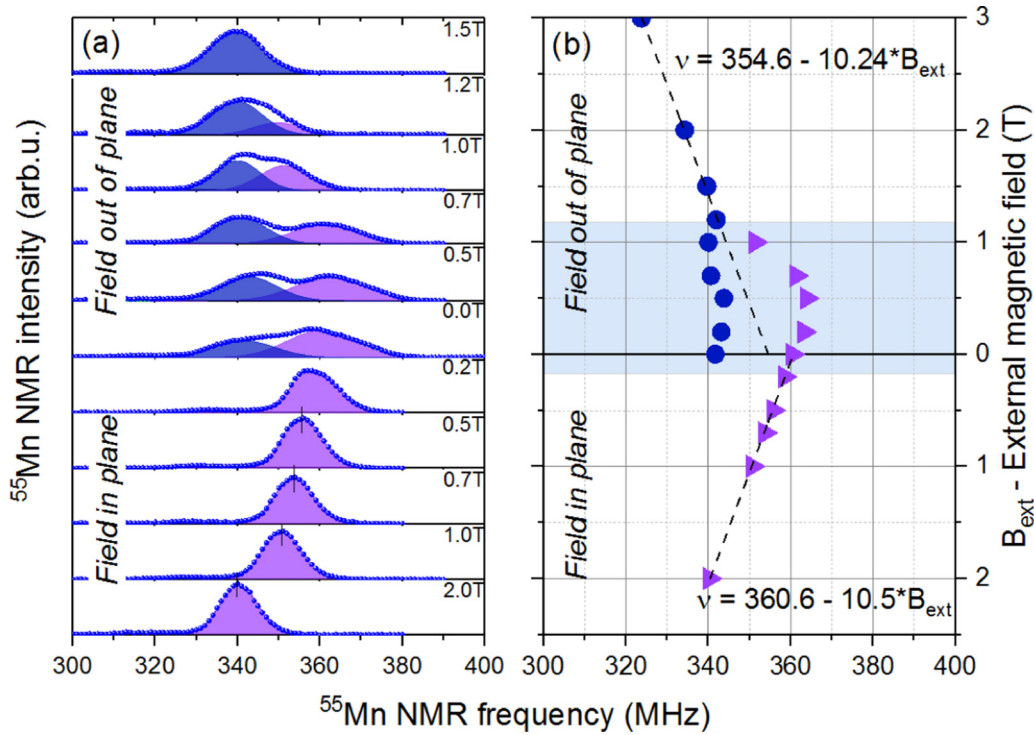 (a)
1.5T
1.2T
1.0T
0.7T
0.5T
0.0T
0.2T
0.5T
0.7T
1.0T
2.0T
Field out of plane
Field in plane
⁵⁵Mn NMR intensity (arb.u.)
300 320 340 360 380 400
(b)
ν = 354.6 - 10.24*B_ext
Field out of plane
Field in plane
ν = 360.6 - 10.5*B_ext
3
2
1
0
1
2
B_ext - External magnetic field (T)
300 320 340 360 380 400
⁵⁵Mn NMR frequency (MHz)